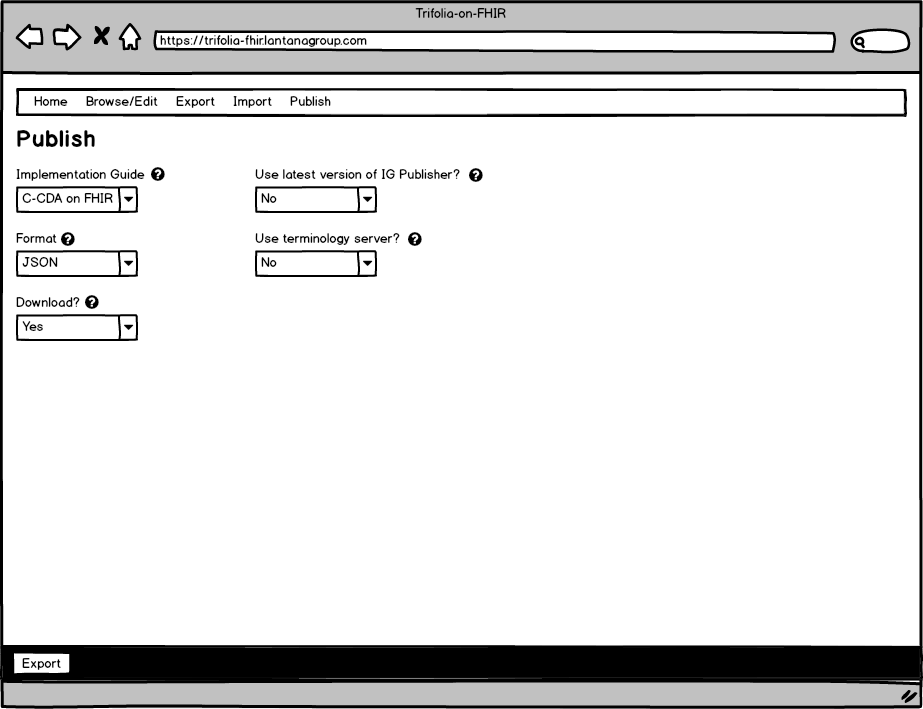 Trifolia-on-FHIR
https://trifolia-fhir.lantanagroup.com
Home Browse/Edit Export Import Publish
Publish
Implementation Guide ? Use latest version of IG Publisher? ?
C-CDA on FHIR No
Format ? Use terminology server? ?
JSON No
Download? ?
Yes
Export